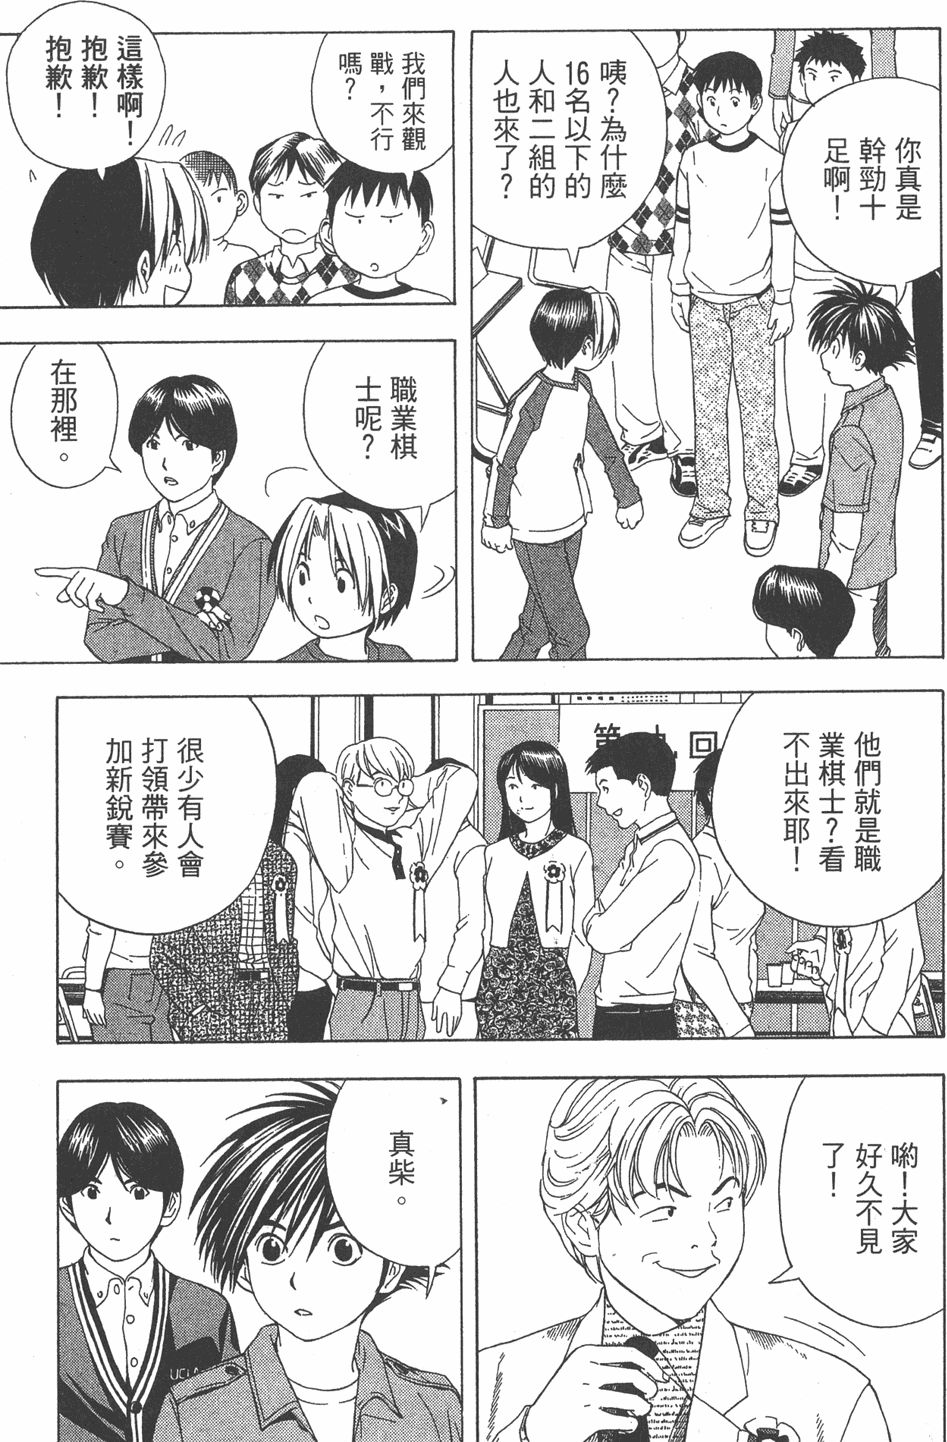 你真是
幹勁十
足啊！
咦？為什麼
16名以下的
人和二組的
人也來了？
我們來觀
戰，不行
嗎？
這樣啊！
抱歉！
抱歉！
職業棋
士呢？
在那裡。
第九回
他們就是職
業棋士？看
不出來耶！
很少有人會
打領帶來參
加新銳賽。
喲！大家
好久不見
了！
真柴。
UCLA